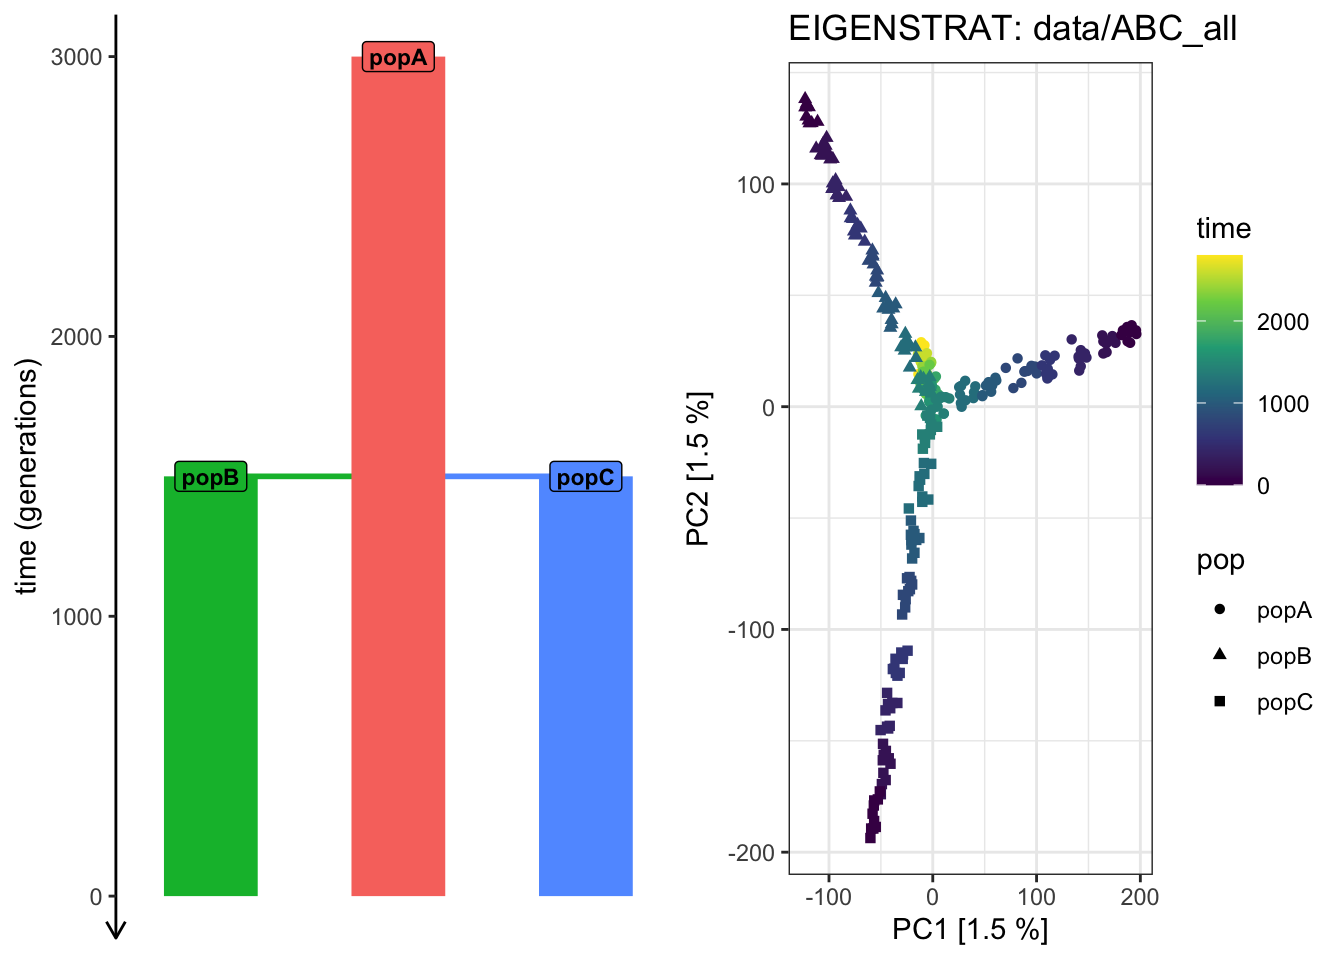 time (generations)
3000
2000
1000
0
popA
popB
popC
EIGENSTRAT: data/ABC_all
PC2 [1.5 %]
100
0
-100
-200
-100
0
100
200
PC1 [1.5 %]
time
2000
1000
0
pop
popA
popB
popC